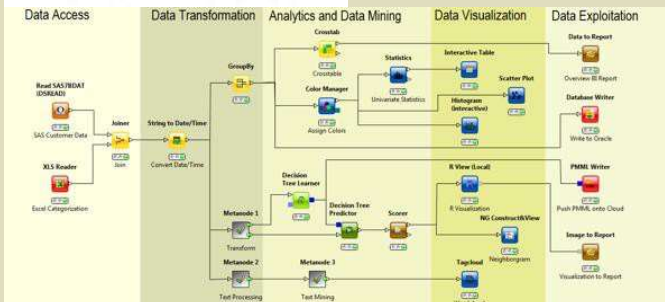 Data Access
Data Transformation
Analytics and Data Mining
Data Visualization
Data Exploitation
Read SAS7BDAT
(DSREAD)
SAS Customer Data
XLS Reader
Excel Categorization
Joiner
Join
String to Date/Time
Convert Date/Time
GroupBy
Metanode 1
Transform
Metanode 2
Text Processing
Crosstab
Crosstable
Color Manager
Assign Colors
Statistics
Univariate Statistics
Decision
Tree Learner
Decision Tree
Predictor
Scorer
Metanode 3
Text Mining
Interactive Table
Scatter Plot
Histogram
(interactive)
R View (Local)
R Visualization
NG Construct&View
Neighborgram
Tagcloud
Data to Report
Overview BI Report
Database Writer
Write to Oracle
PMML Writer
Push PMML onto Cloud
Image to Report
Visualization to Report